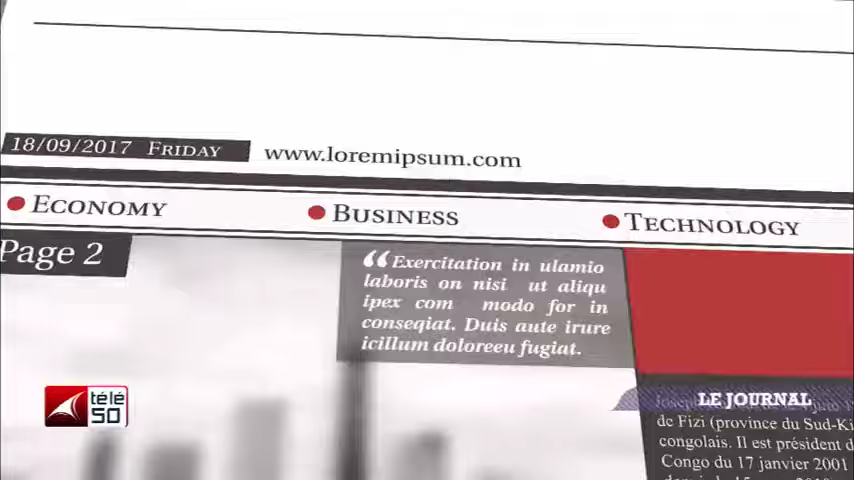 18/09/2017 FRIDAY
www.loremipsum.com
ECONOMY
BUSINESS
TECHNOLOGY
Page 2
“Exercitation in ulamio
laboris on nisi ut aliqu
ipex com modo for in
conseqiat. Duis aute irure
icillum doloreeu fugiat.
télé
50
LE JOURNAL
de Fizi (province du Sud-Ki
congolais. Il est président d
Congo du 17 janvier 2001